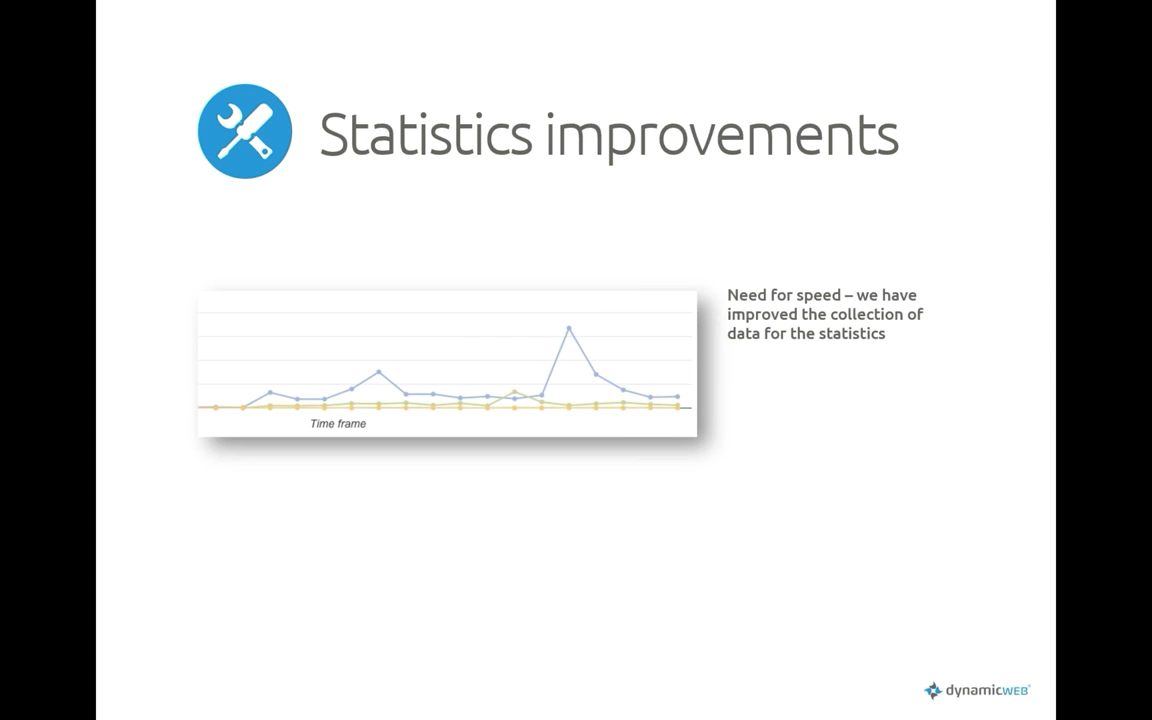 Statistics improvements
Need for speed – we have
improved the collection of
data for the statistics
Time frame
dynamicWEB®